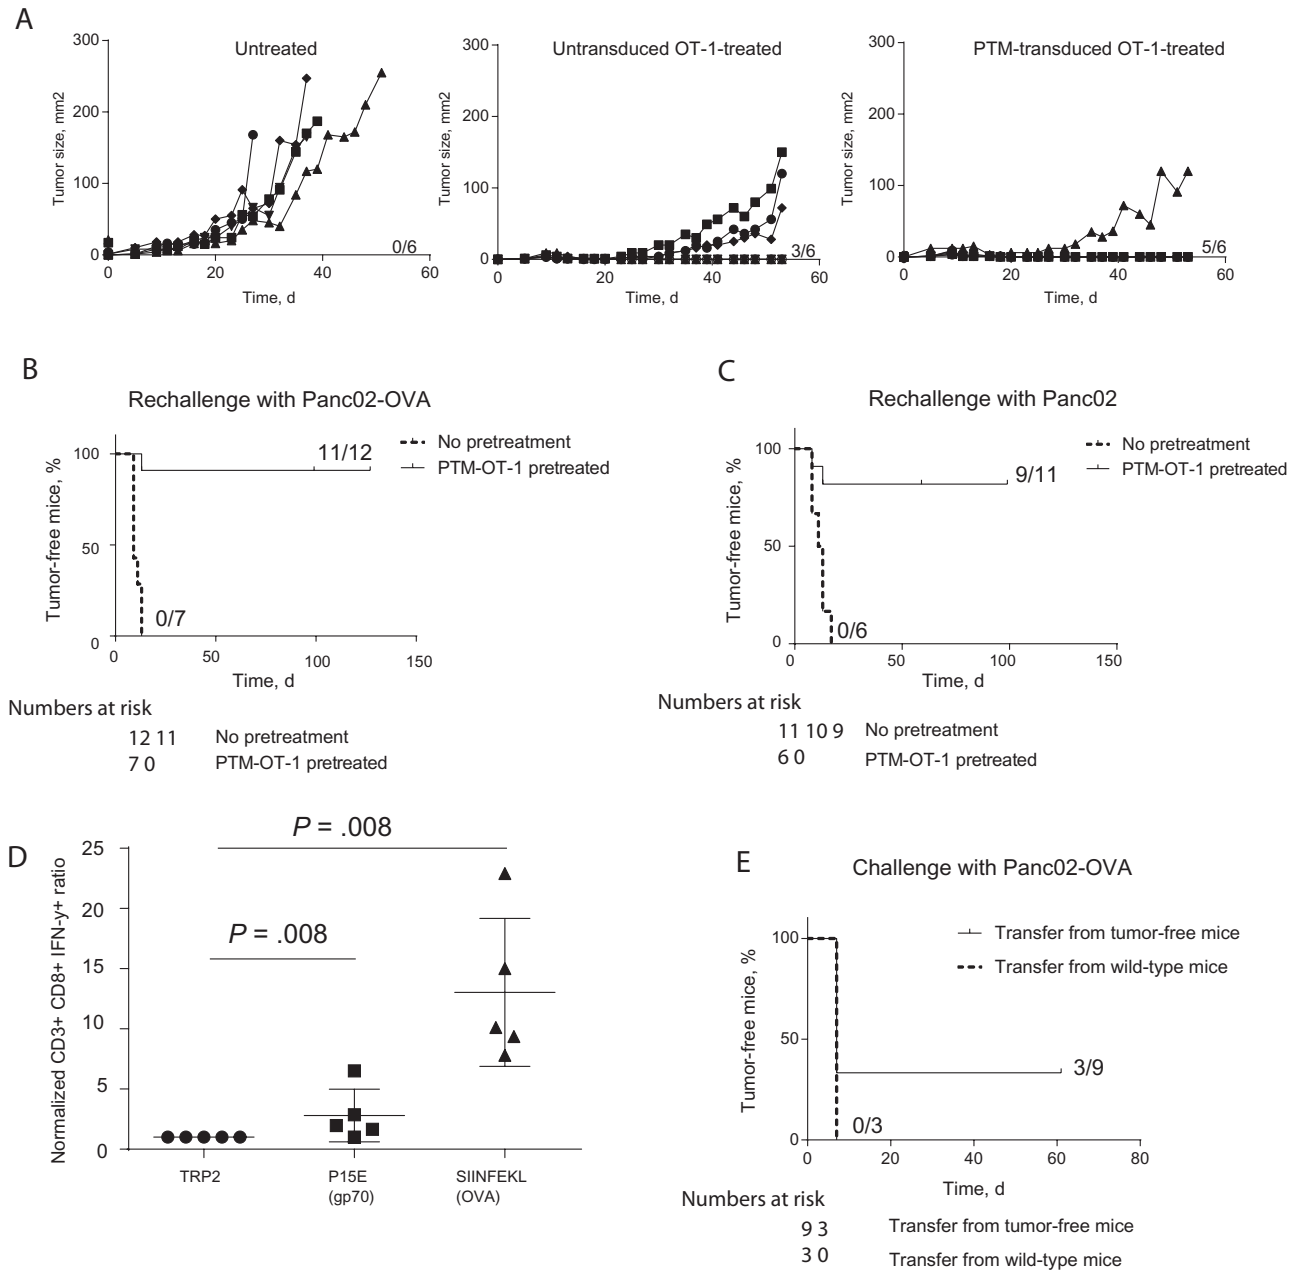 A
Untreated
Untransduced OT-1-treated
PTM-transduced OT-1-treated
Tumor size, mm2
300
200
100
0
0/6
0 20 40 60
Time, d
Tumor size, mm2
300
200
100
0
3/6
0 20 40 60
Time, d
Tumor size, mm2
300
200
100
0
5/6
0 20 40 60
Time, d
B
Rechallenge with Panc02-OVA
No pretreatment
PTM-OT-1 pretreated
11/12
Tumor-free mice, %
100
50
0
0/7
0 50 100 150
Time, d
Numbers at risk
12 11 No pretreatment
7 0 PTM-OT-1 pretreated
C
Rechallenge with Panc02
No pretreatment
PTM-OT-1 pretreated
9/11
Tumor-free mice, %
100
50
0
0/6
0 50 100 150
Time, d
Numbers at risk
11 10 9 No pretreatment
6 0 PTM-OT-1 pretreated
D
P = .008
P = .008
Normalized CD3+ CD8+ IFN-y+ ratio
25
20
15
10
5
0
TRP2 P15E SIINFEKL
(gp70) (OVA)
E
Challenge with Panc02-OVA
Transfer from tumor-free mice
Transfer from wild-type mice
Tumor-free mice, %
100
50
0
3/9
0/3
0 20 40 60 80
Time, d
Numbers at risk
9 3 Transfer from tumor-free mice
3 0 Transfer from wild-type mice